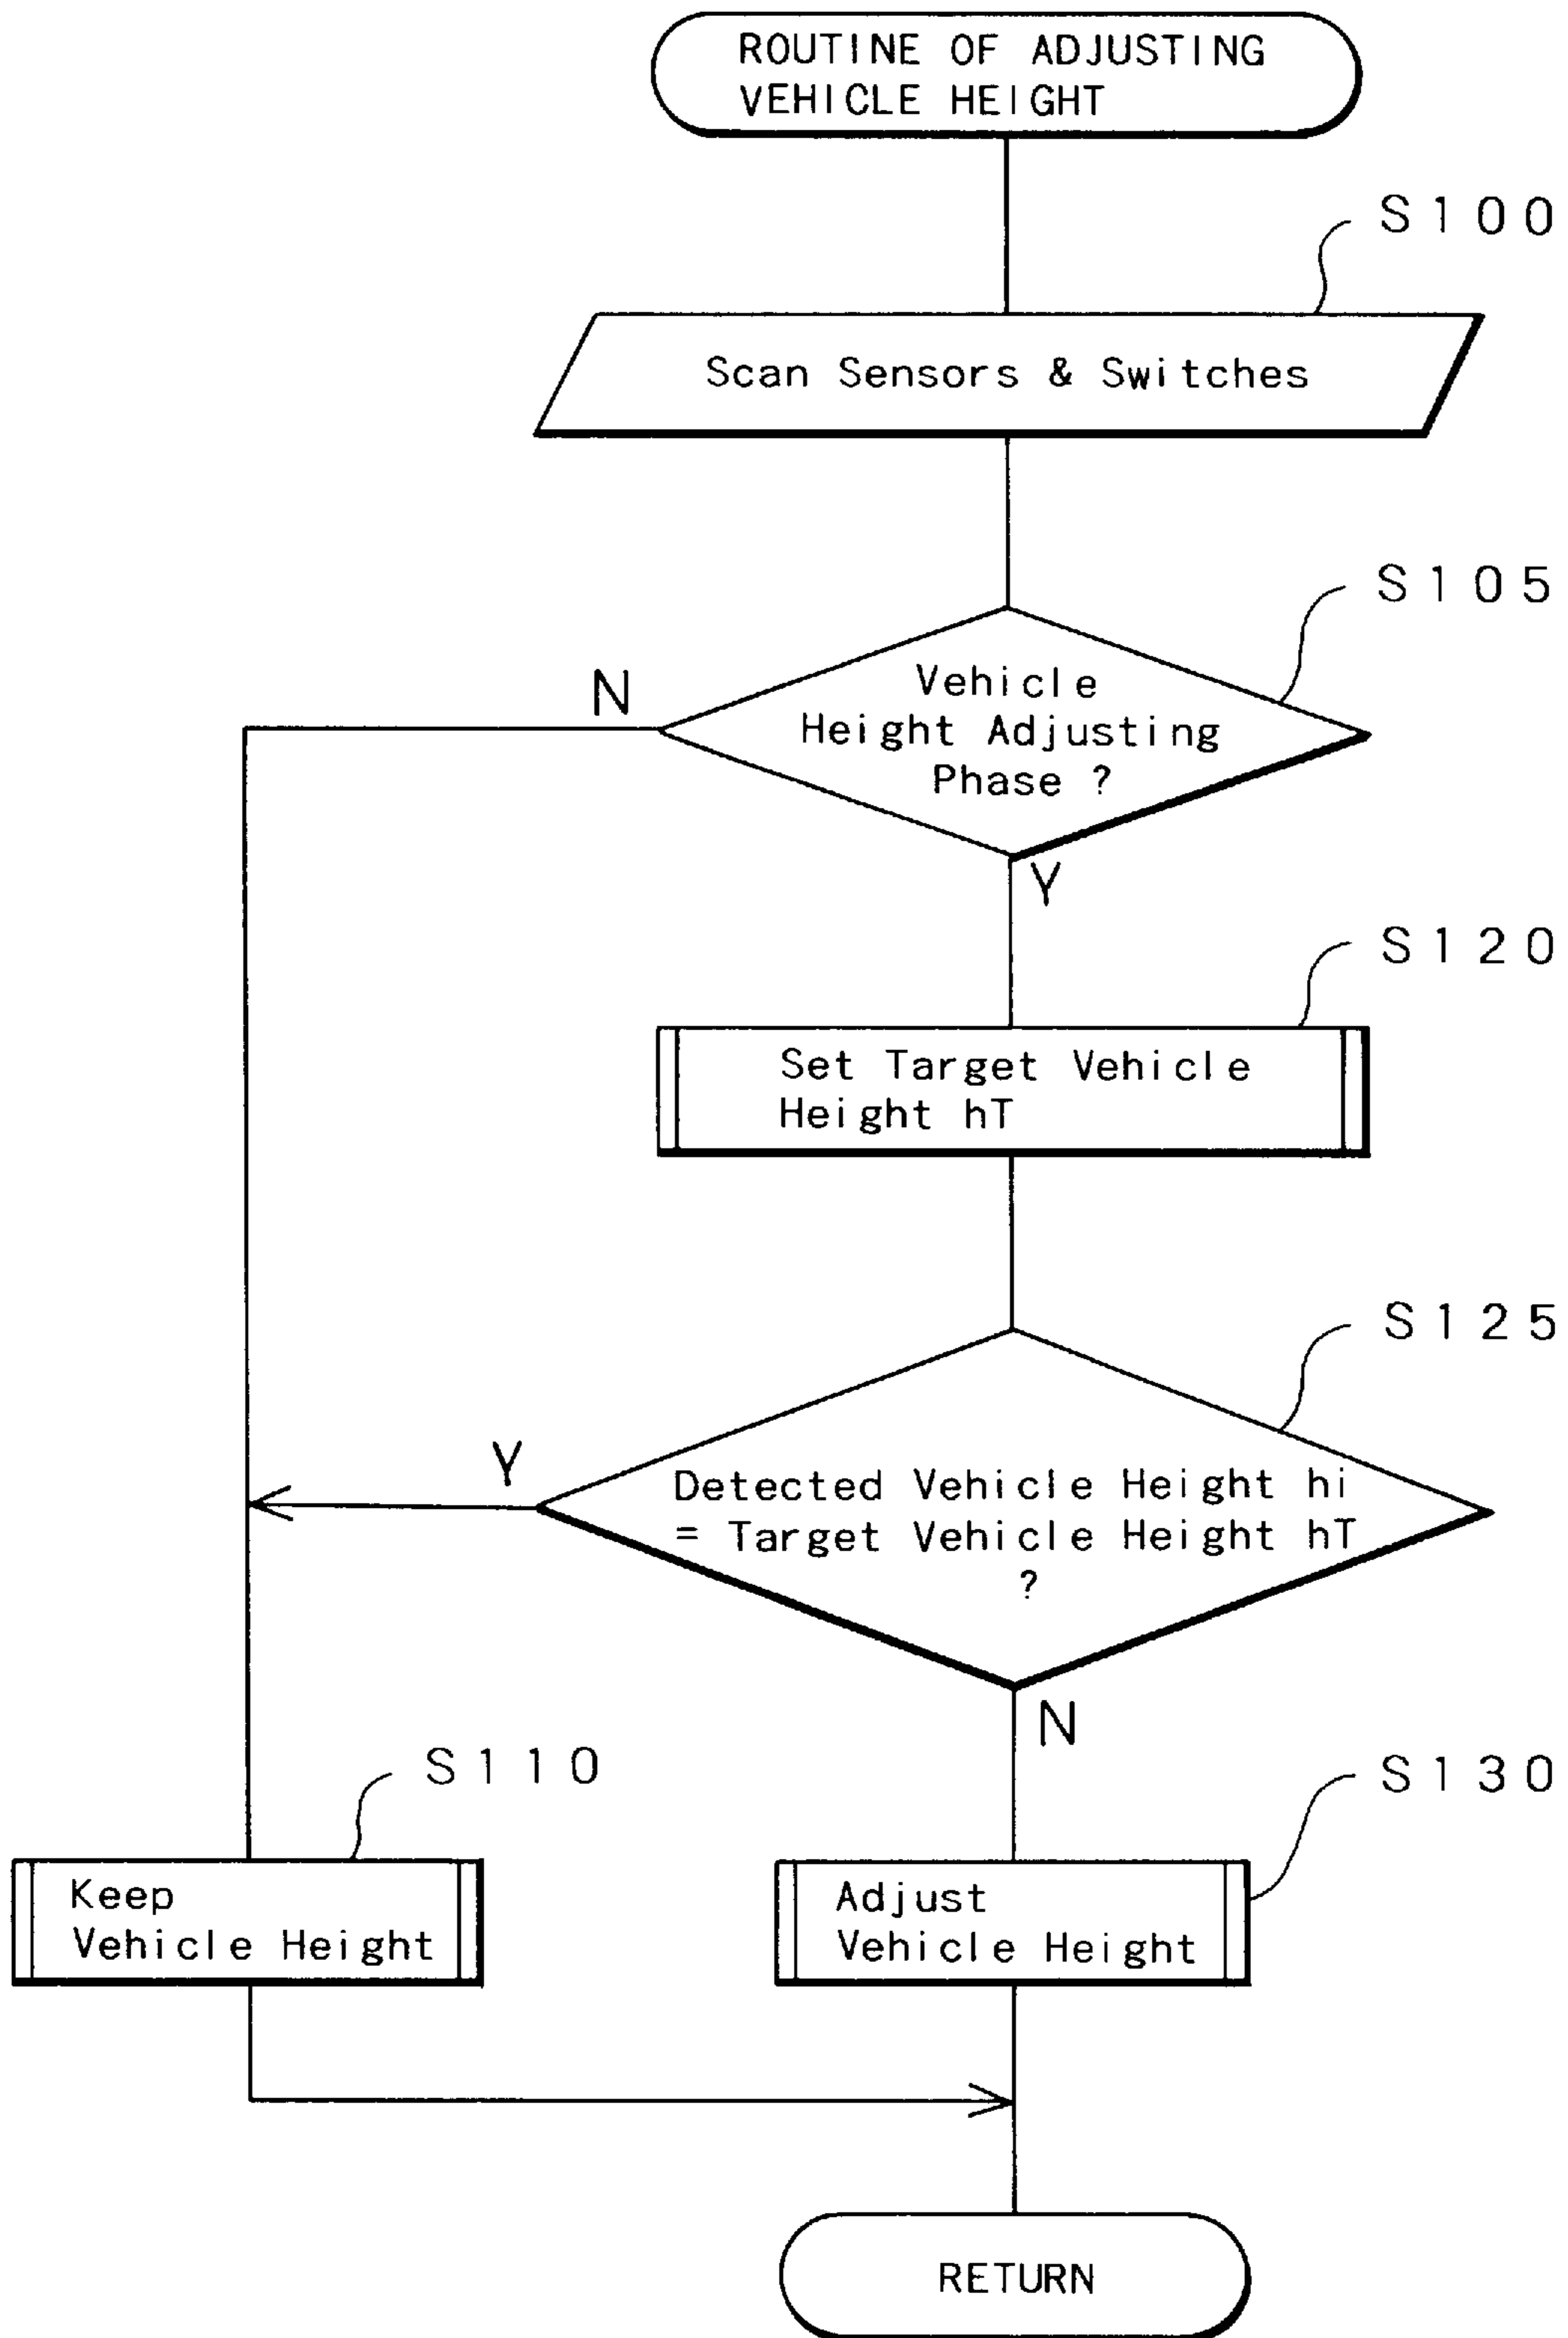 ROUTINE OF ADJUSTING
VEHICLE HEIGHT
S100
Scan Sensors & Switches
S105
N
Vehicle
Height Adjusting
Phase ?
Y
S120
Set Target Vehicle
Height hT
S125
Y
Detected Vehicle Height hi
= Target Vehicle Height hT
?
N
S110
S130
Keep
Vehicle Height
Adjust
Vehicle Height
RETURN